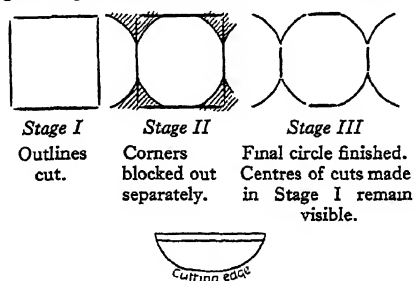 Stage I
Outlines
cut.
Stage II
Corners
blocked out
separately.
Stage III
Final circle finished.
Centres of cuts made
in Stage I remain
visible.
Cutting edge